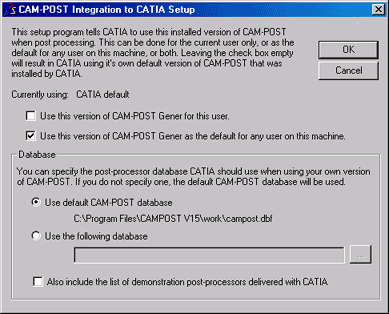 CAM-POST Integration to CATIA Setup
This setup program tells CATIA to use this installed version of CAM-POST
when post processing. This can be done for the current user only, or as the
default for any user on this machine, or both. Leaving the check box empty
will result in CATIA using it's own default version of CAM-POST that was
installed by CATIA.
OK
Cancel
Currently using: CATIA default
Use this version of CAM-POST Gener for this user.
Use this version of CAM-POST Gener as the default for any user on this machine.
Database
You can specify the post-processor database CATIA should use when using your own version
of CAM-POST. If you do not specify one, the default CAM-POST database will be used.
Use default CAM-POST database
C:\Program Files\CAMPOST V15\work\campost.dbf
Use the following database
...
Also include the list of demonstration post-processors delivered with CATIA